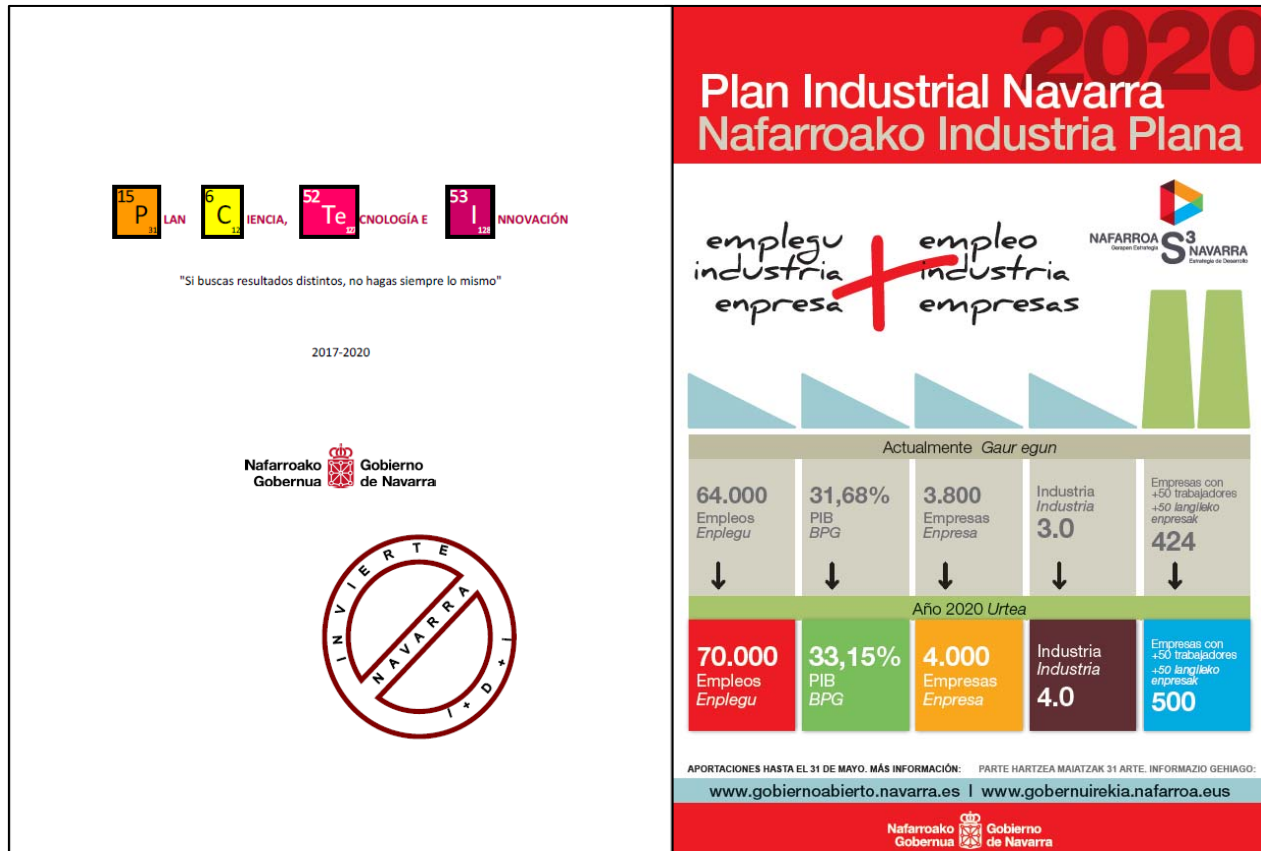 15
P
31
LAN
6
C
12
IENCIA,
52
Te
127
CNOLOGÍA E
53
I
128
NNOVACIÓN
"Si buscas resultados distintos, no hagas siempre lo mismo"
2017-2020
Nafarroako Gobernua
Gobierno de Navarra
INVIERTE
NAVARRA
I+D+I
2020
Plan Industrial Navarra
Nafarroako Industria Plana
emplegu
industria
enpresa
empleo
industria
empresas
NAFARROA
Garapen Estrategia
S3
NAVARRA
Estrategia de Desarrollo
Actualmente Gaur egun
64.000
Empleos
Enplegu
31,68%
PIB
BPG
3.800
Empresas
Enpresa
Industria
Industria
3.0
Empresas con
+50 trabajadores
+50 langileko
enpresak
424
Año 2020 Urtea
70.000
Empleos
Enplegu
33,15%
PIB
BPG
4.000
Empresas
Enpresa
Industria
Industria
4.0
Empresas con
+50 trabajadores
+50 langileko
enpresak
500
APORTACIONES HASTA EL 31 DE MAYO. MÁS INFORMACIÓN: PARTE HARTZEA MAIATZAK 31 ARTE. INFORMAZIO GEHIAGO:
www.gobiernoabierto.navarra.es | www.gobernuirekia.nafarroa.eus
Nafarroako Gobernua
Gobierno de Navarra